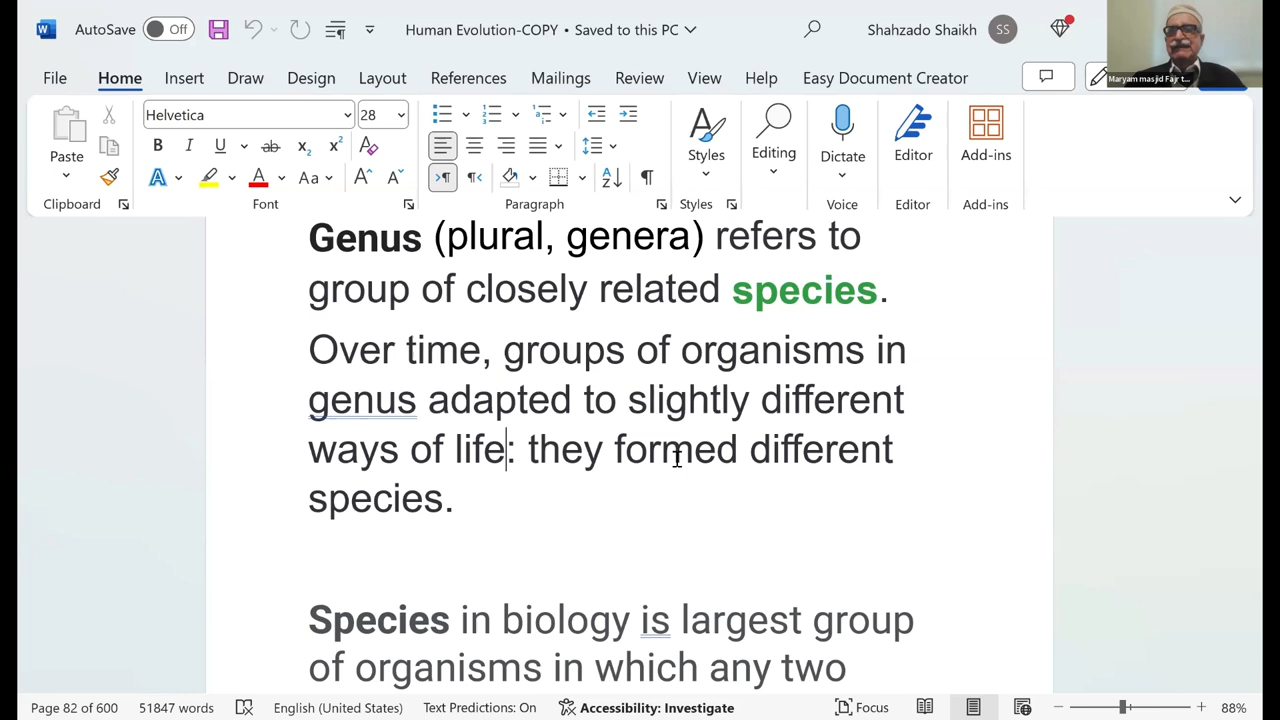 AutoSave Off Human Evolution-COPY • Saved to this PC Shahzado Shaikh SS
File Home Insert Draw Design Layout References Mailings Review View Help Easy Document Creator
Maryam masjid Fajr t...
Helvetica 28
Paste Styles Editing Dictate Editor Add-ins
Clipboard Font Paragraph Styles Voice Editor Add-ins
Genus (plural, genera) refers to
group of closely related species.
Over time, groups of organisms in
genus adapted to slightly different
ways of life: they formed different
species.
Species in biology is largest group
of organisms in which any two
Page 82 of 600 51847 words English (United States) Text Predictions: On Accessibility: Investigate Focus 88%